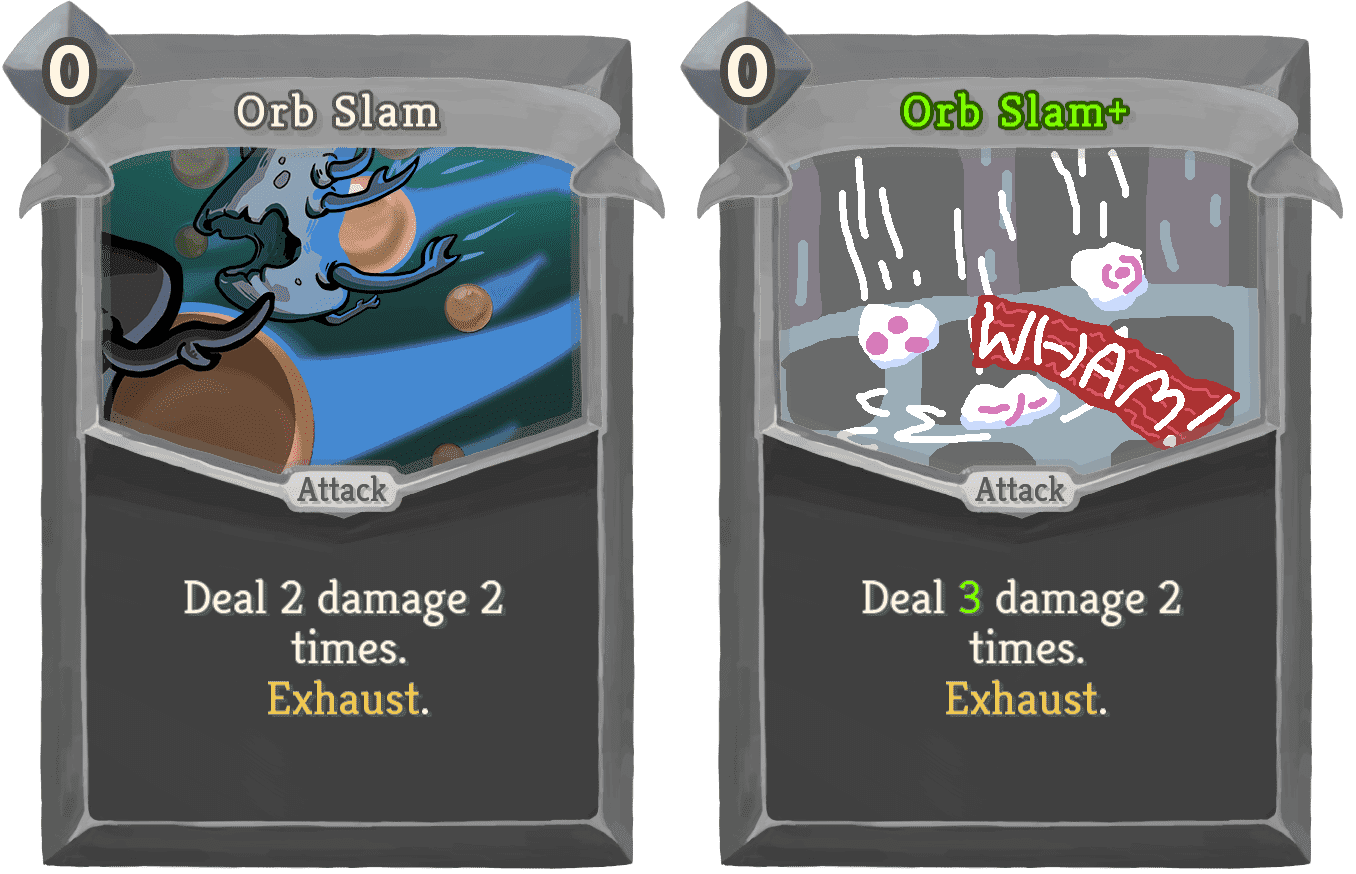 0
Orb Slam
Attack
Deal 2 damage 2
times.
Exhaust.
0
Orb Slam+
WHAM!
Attack
Deal 3 damage 2
times.
Exhaust.